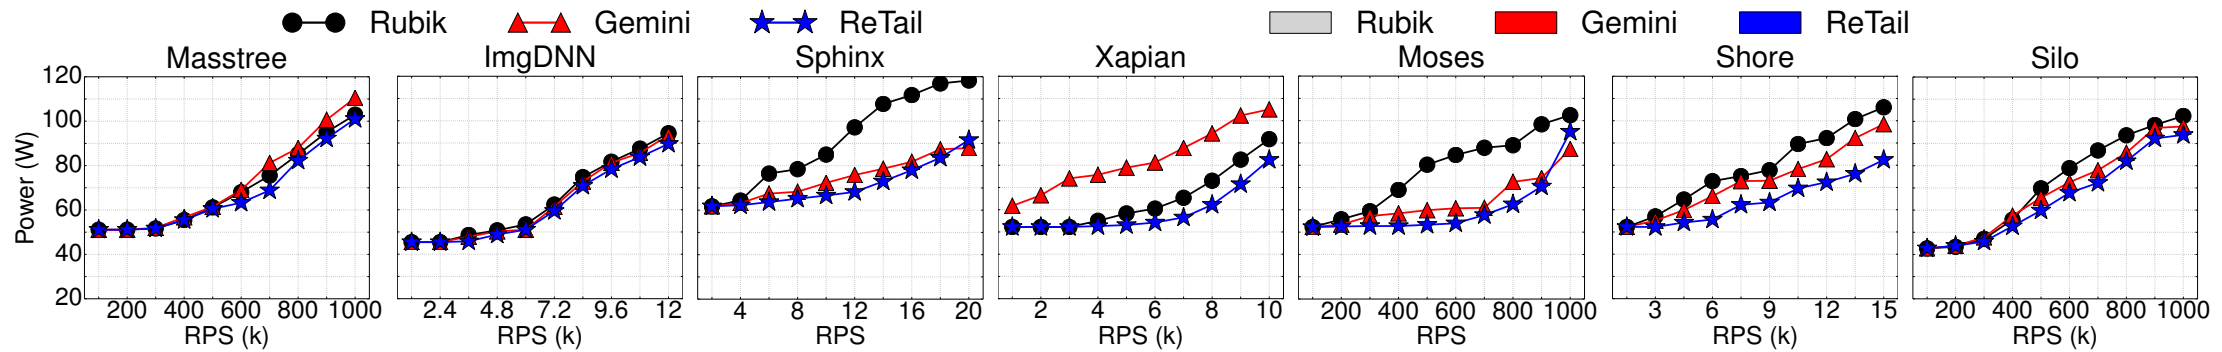 Rubik Gemini ReTail Rubik Gemini ReTail
Masstree ImgDNN Sphinx Xapian Moses Shore Silo
Power (W)
120
100
80
60
40
20
200 400 600 800 1000 2.4 4.8 7.2 9.6 12 4 8 12 16 20 2 4 6 8 10 200 400 600 800 1000 3 6 9 12 15 200 400 600 800 1000
RPS (k) RPS (k) RPS RPS (k) RPS RPS (k) RPS (k)